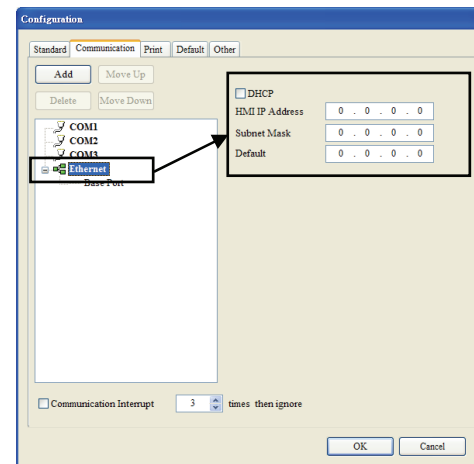 Configuration
Standard Communication Print Default Other
Add Move Up
Delete Move Down
COM1
COM2
COM3
Ethernet
Base Port
DHCP
HMI IP Address 0 . 0 . 0 . 0
Subnet Mask 0 . 0 . 0 . 0
Default 0 . 0 . 0 . 0
Communication Interrupt 3 times then ignore
OK Cancel